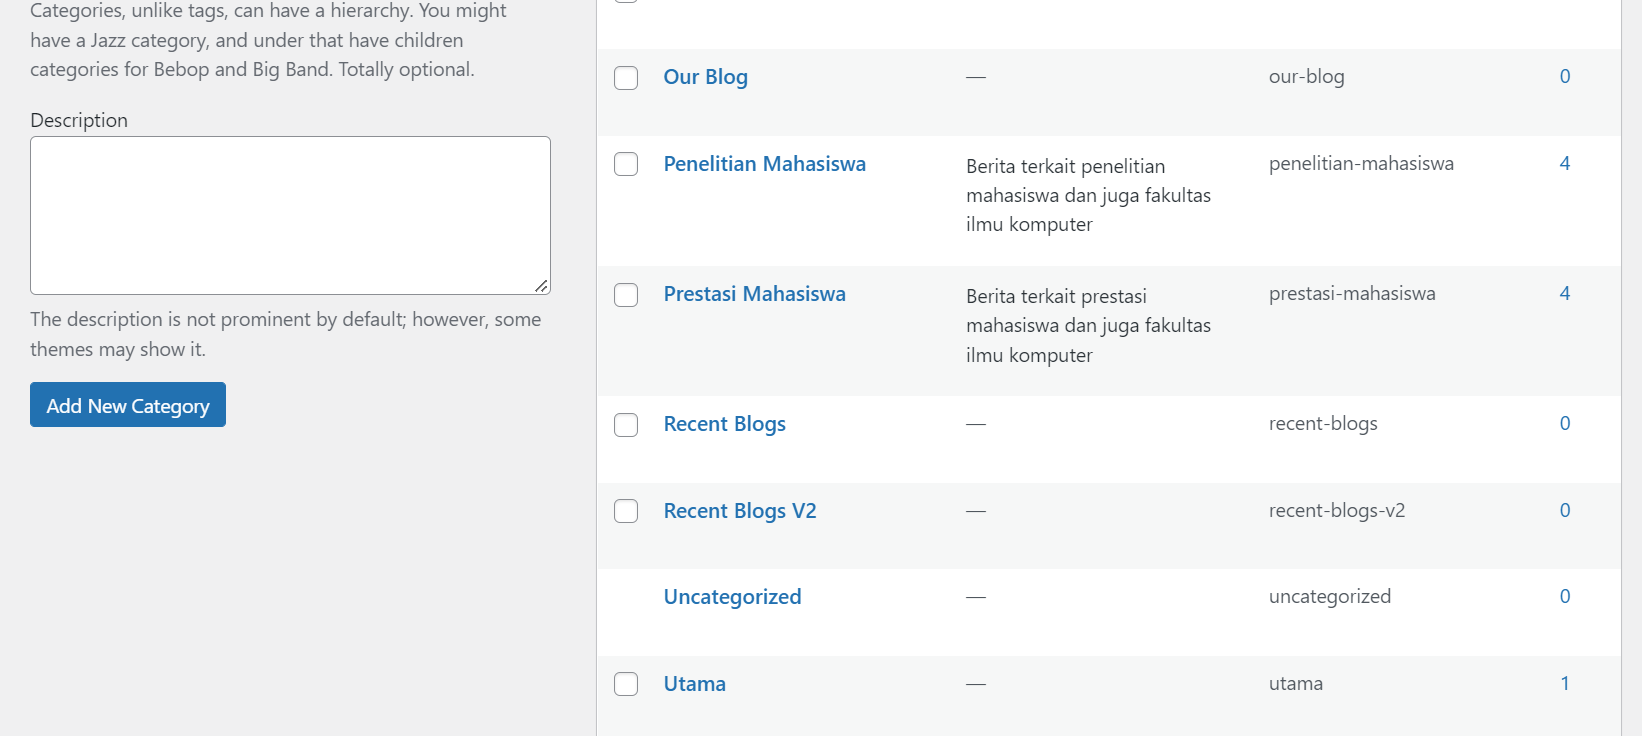 Categories, unlike tags, can have a hierarchy. You might
have a Jazz category, and under that have children
categories for Bebop and Big Band. Totally optional.
Description
The description is not prominent by default; however, some
themes may show it.
Add New Category
Our Blog — our-blog 0
Penelitian Mahasiswa Berita terkait penelitian penelitian-mahasiswa 4
mahasiswa dan juga fakultas
ilmu komputer
Prestasi Mahasiswa Berita terkait prestasi prestasi-mahasiswa 4
mahasiswa dan juga fakultas
ilmu komputer
Recent Blogs — recent-blogs 0
Recent Blogs V2 — recent-blogs-v2 0
Uncategorized — uncategorized 0
Utama — utama 1